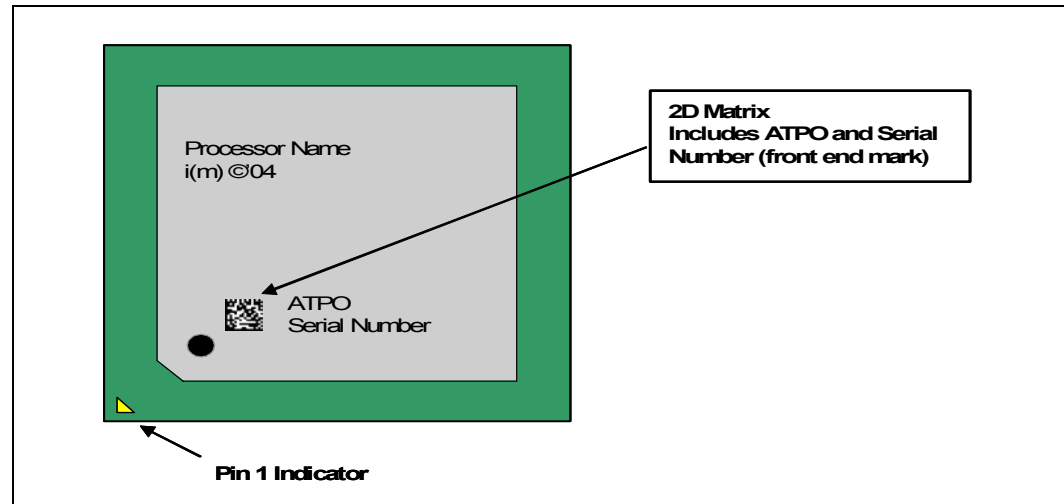 Processor Name
i(m) ©'04
2D Matrix
Includes ATPO and Serial
Number (front end mark)
ATPO
Serial Number
Pin 1 Indicator